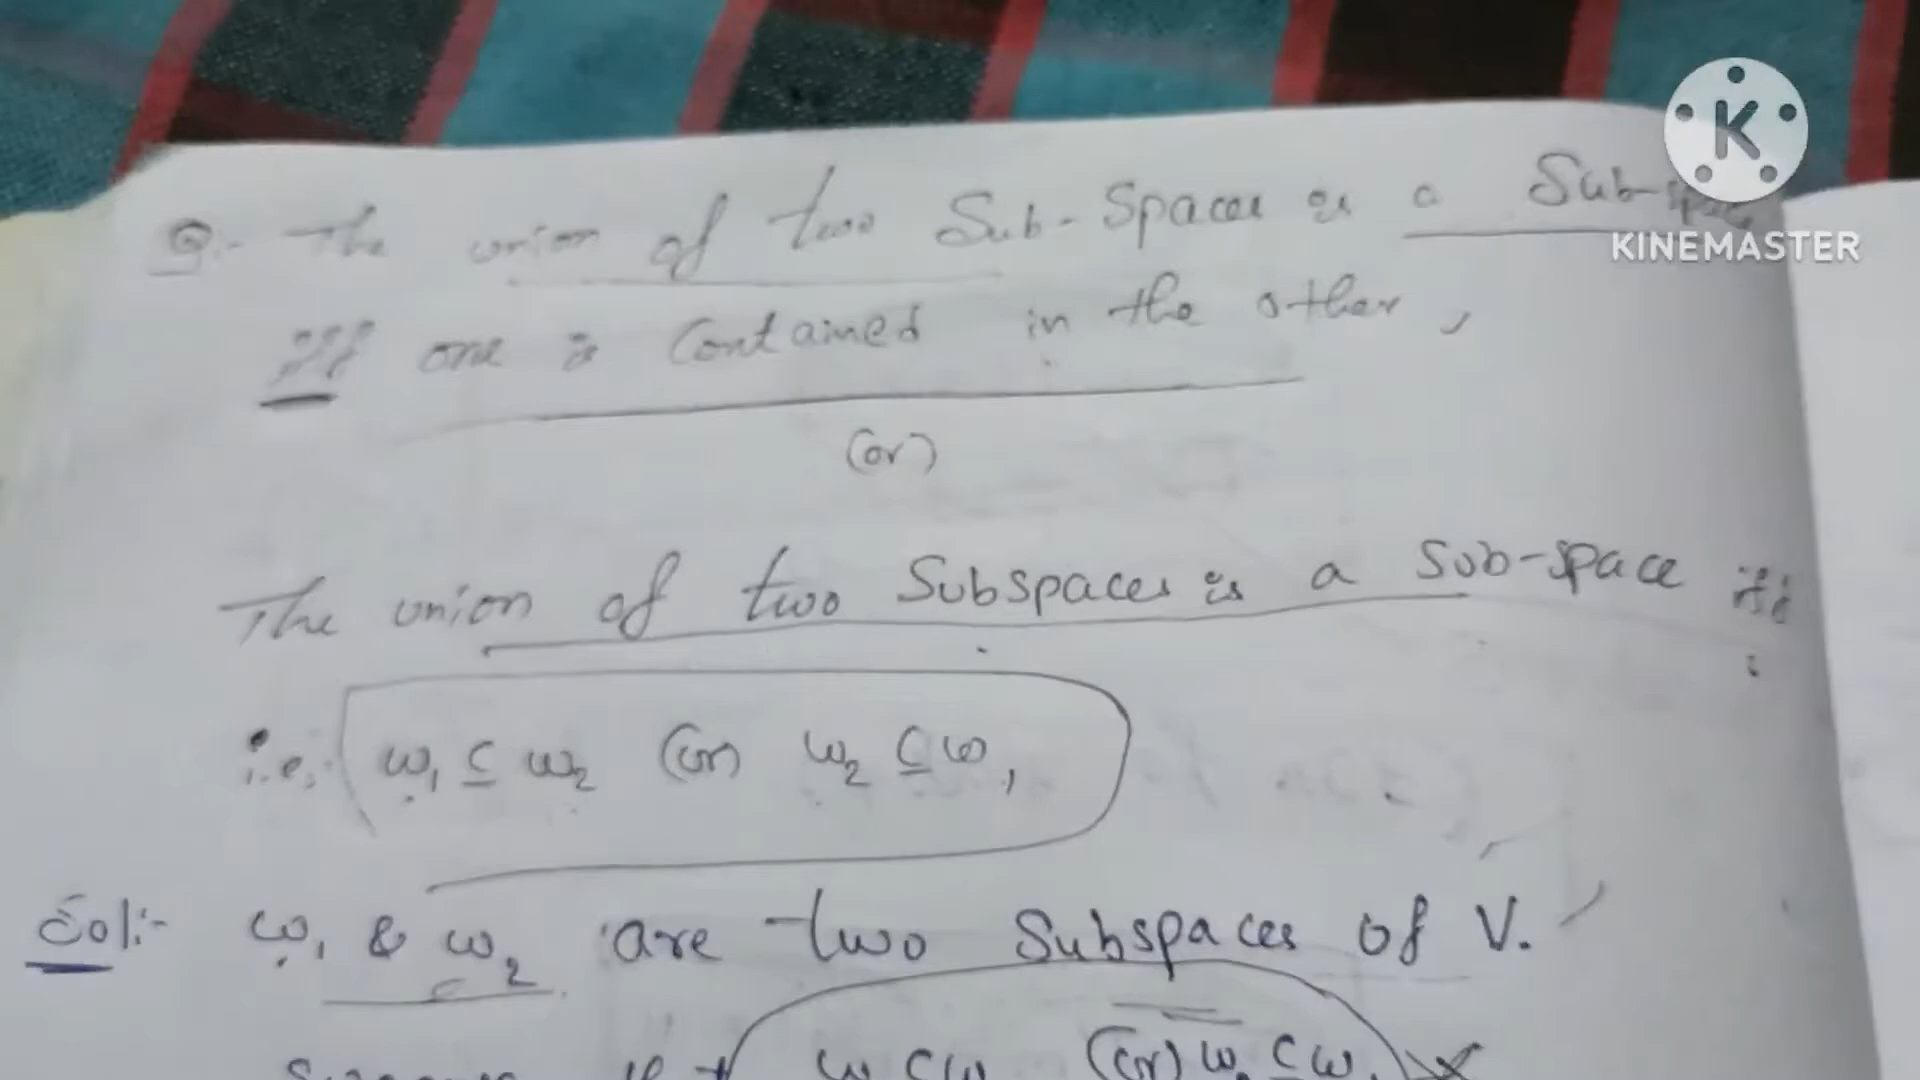 Q:- The union of two Sub-Spaces is a Sub-space
iff one is Contained in the other,
(or)
The union of two Subspaces is a Sub-space iff
i.e., ω₁ ⊆ ω₂ (or) ω₂ ⊆ ω₁
Sol:- ω₁ & ω₂ are two Subspaces of V.
(or)
K
KINEMASTER